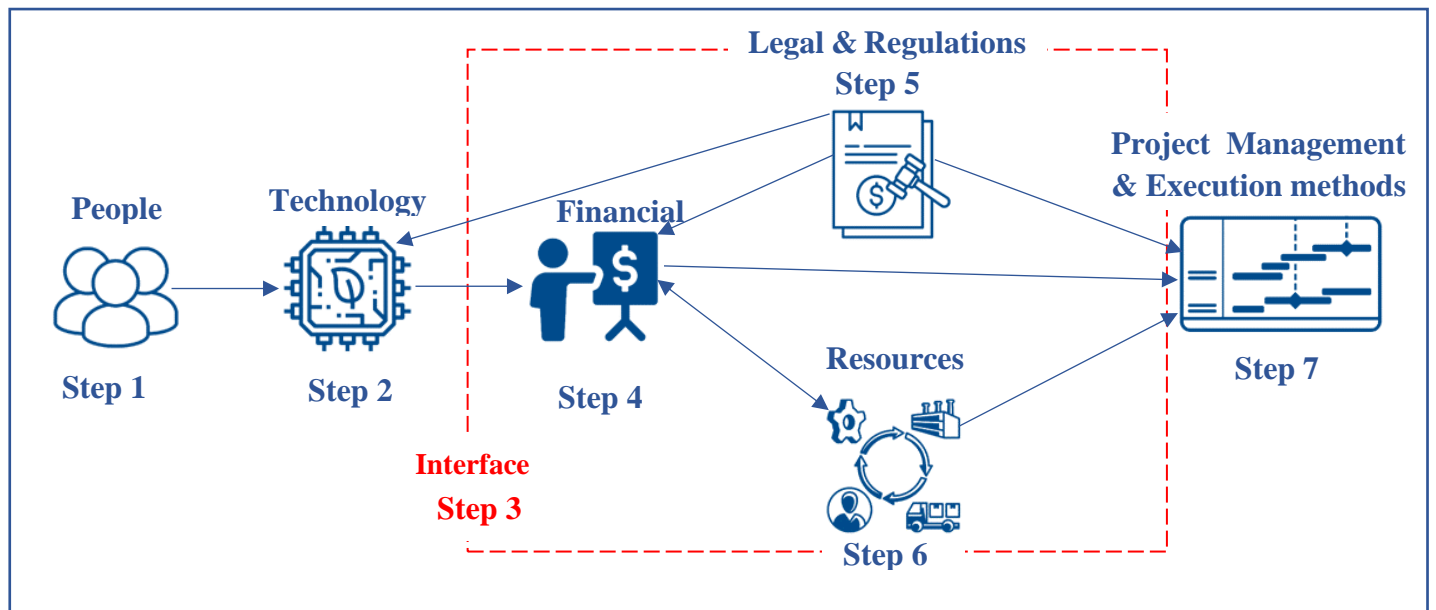 Legal & Regulations
Step 5
Project Management
& Execution methods
People
Technology
Financial
$
$
Resources
Step 1
Step 2
Step 4
Step 7
Interface
Step 3
Step 6